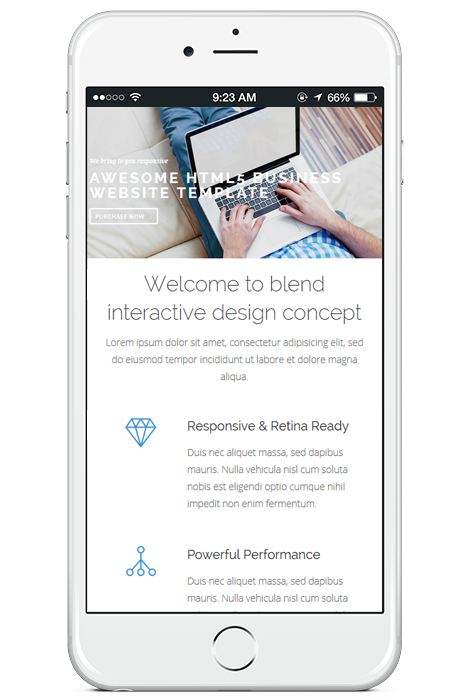 9:23 AM
66%
We bring to you responsive
AWESOME HTML5 BUSINESS
WEBSITE TEMPLATE
PURCHASE NOW
Welcome to blend
interactive design concept
Lorem ipsum dolor sit amet, consectetur adipisicing elit, sed
do eiusmod tempor incididunt ut labore et dolore magna
aliqua.
Responsive & Retina Ready
Duis nec aliquet massa, sed dapibus
mauris. Nulla vehicula nisl cum soluta
nobis est eligendi optio cumque nihil
impedit non enim fermentum.
Powerful Performance
Duis nec aliquet massa, sed dapibus
mauris. Nulla vehicula nisl cum soluta